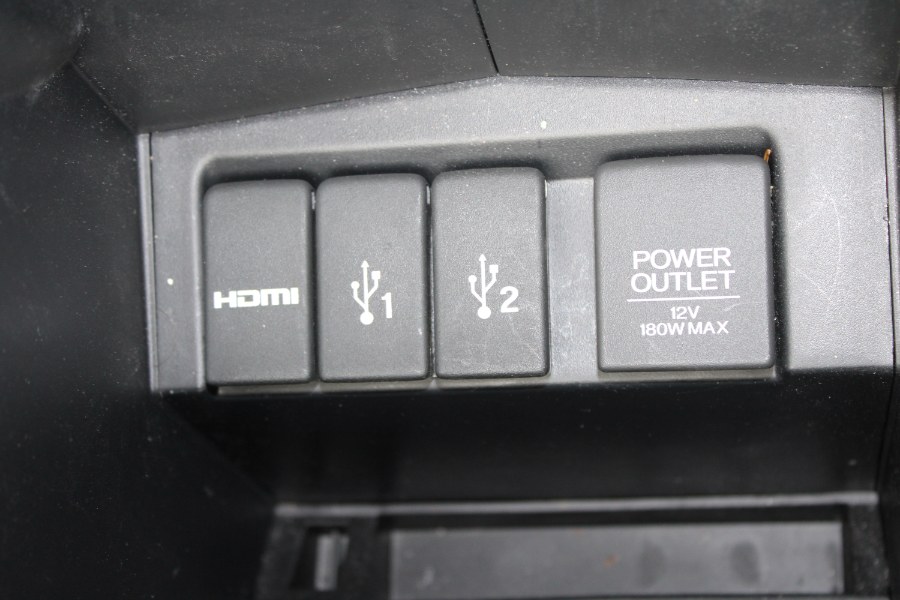 HDMI
1
2
POWER
OUTLET
12V
180W MAX